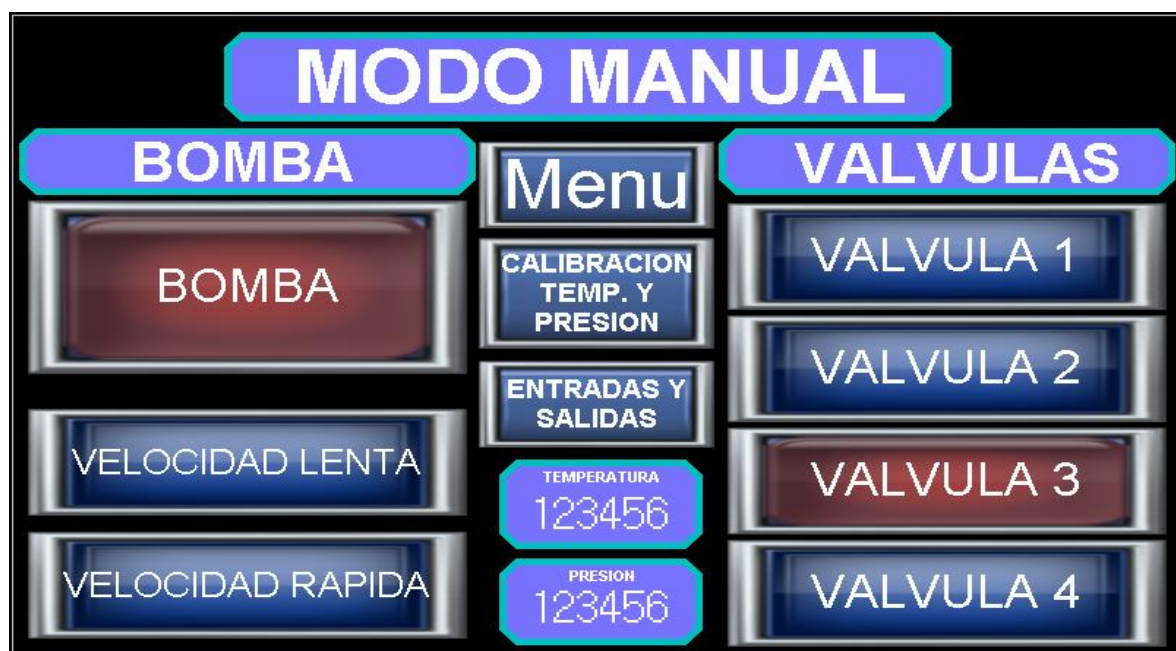 MODO MANUAL
BOMBA
BOMBA
VELOCIDAD LENTA
VELOCIDAD RAPIDA
Menu
CALIBRACION
TEMP. Y
PRESION
ENTRADAS Y
SALIDAS
TEMPERATURA
123456
PRESION
123456
VALVULAS
VALVULA 1
VALVULA 2
VALVULA 3
VALVULA 4